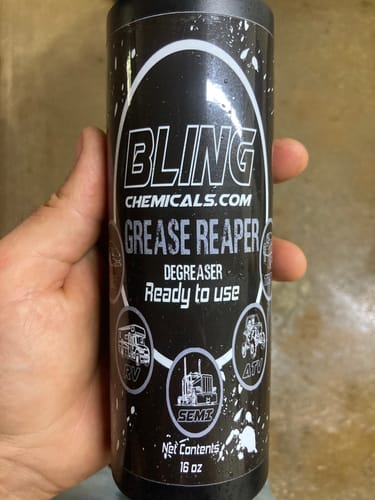 BLING
CHEMICALS.COM
GREASE REAPER
DEGREASER
Ready to use
RV
SEMI
ATV
Net Contents
16 oz